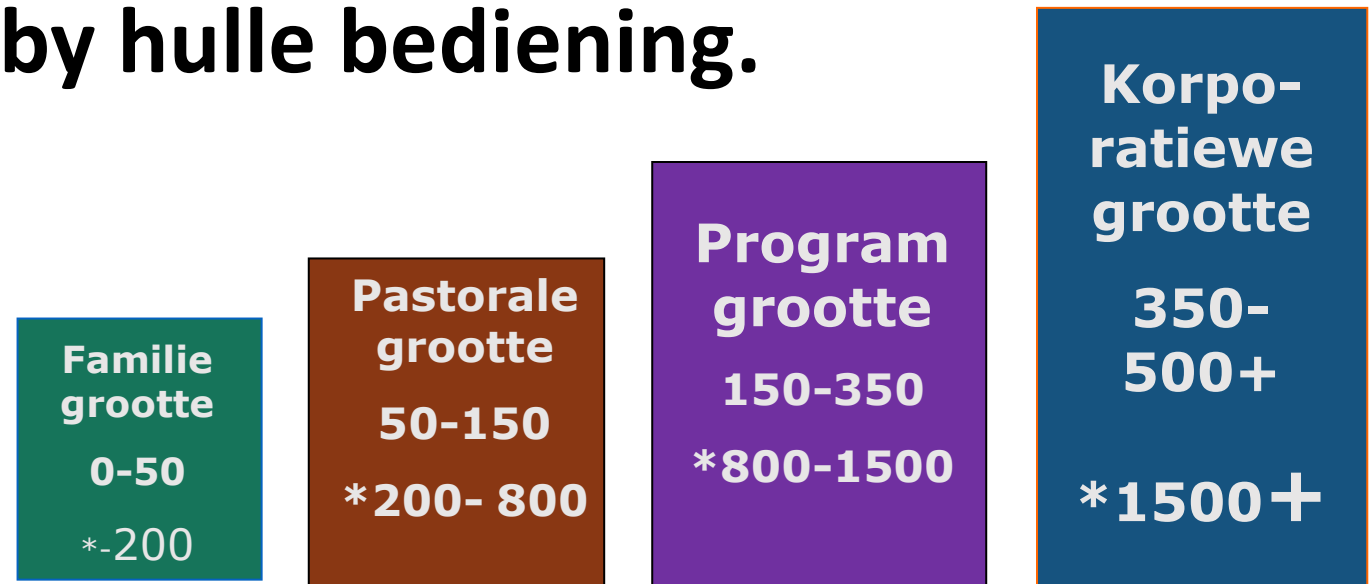 by hulle bediening.
Familie
grootte
0-50
*-200
Pastorale
grootte
50-150
*200- 800
Program
grootte
150-350
*800-1500
Korpo-
ratiewe
grootte
350-
500+
*1500+